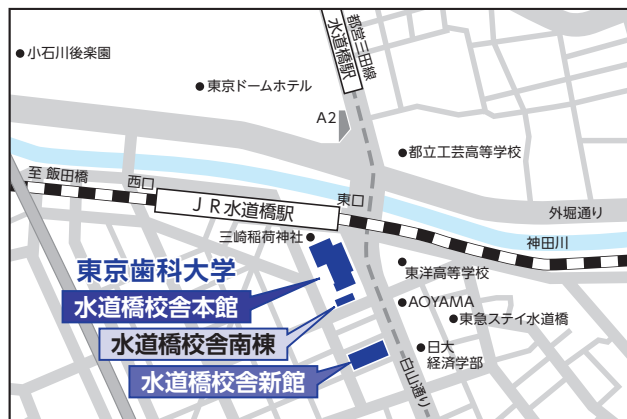 都営三田線
水道橋駅
小石川後楽園
東京ドームホテル
A2
都立工芸高等学校
至 飯田橋
西口
JR水道橋駅
東口
外堀通り
神田川
三崎稲荷神社
東京歯科大学
水道橋校舎本館
水道橋校舎南棟
水道橋校舎新館
東洋高等学校
AOYAMA
東急ステイ水道橋
日大
経済学部
白山通り